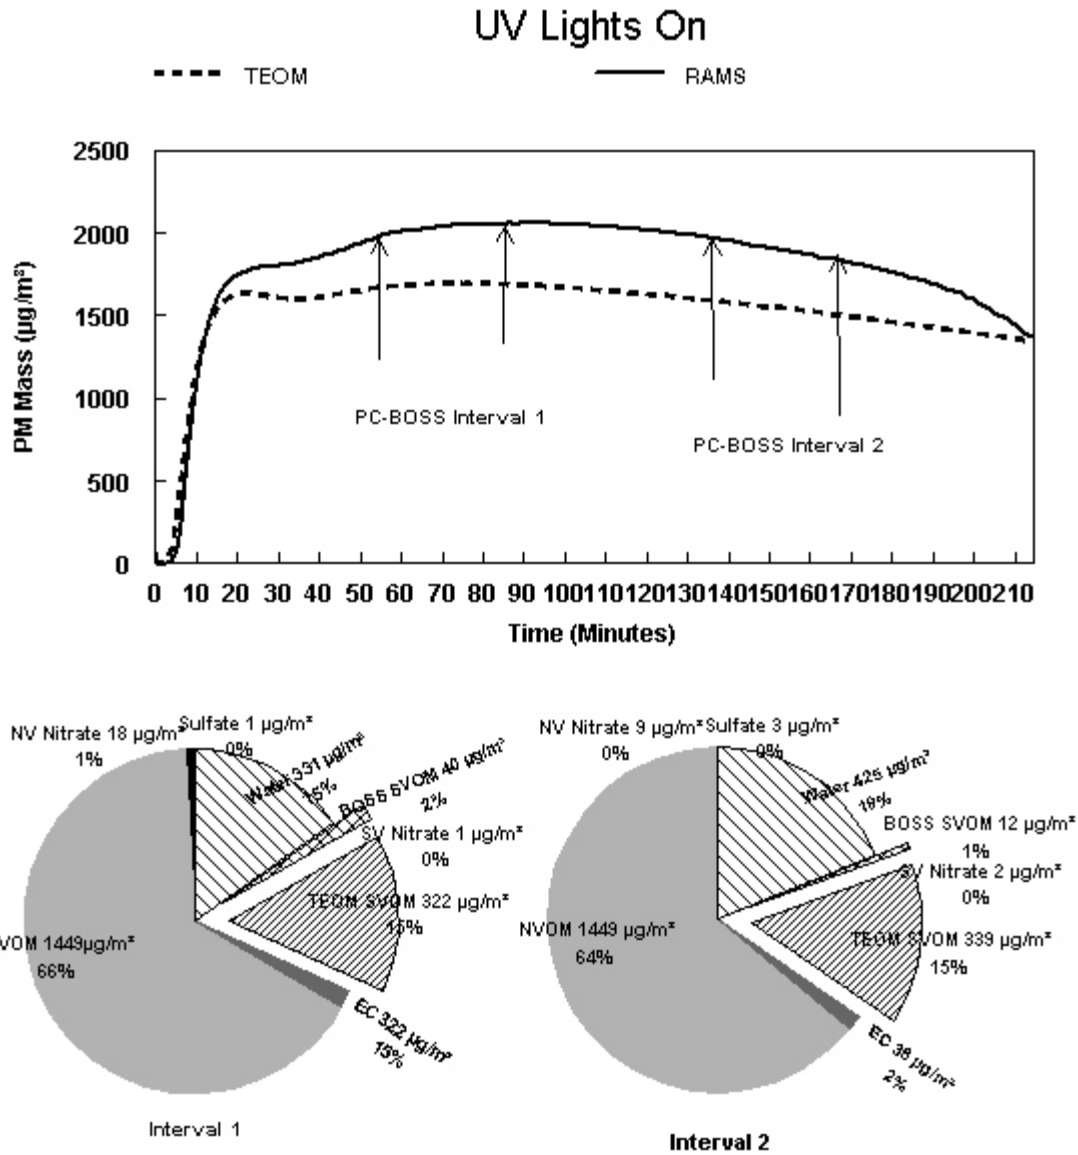 UV Lights On
TEOM RAMS
2500
2000
1500
1000
500
0
PM Mass (µg/m³)
PC-BOSS Interval 1
PC-BOSS Interval 2
0 10 20 30 40 50 60 70 80 90 100 110 120 130 140 150 160 170 180 190 200 210
Time (Minutes)
NV Nitrate 18 µg/m³
1%
Sulfate 1 µg/m³
0%
Water 331 µg/m³
15%
BOSS SVOM 40 µg/m³
2%
SV Nitrate 1 µg/m³
0%
TEOM SVOM 322 µg/m³
15%
EC 322 µg/m³
15%
VOM 1449µg/m³
66%
Interval 1
NV Nitrate 9 µg/m³
0%
Sulfate 3 µg/m³
0%
Water 425 µg/m³
19%
BOSS SVOM 12 µg/m³
1%
SV Nitrate 2 µg/m³
0%
TEOM SVOM 339 µg/m³
15%
EC 38 µg/m³
2%
NVOM 1449 µg/m³
64%
Interval 2